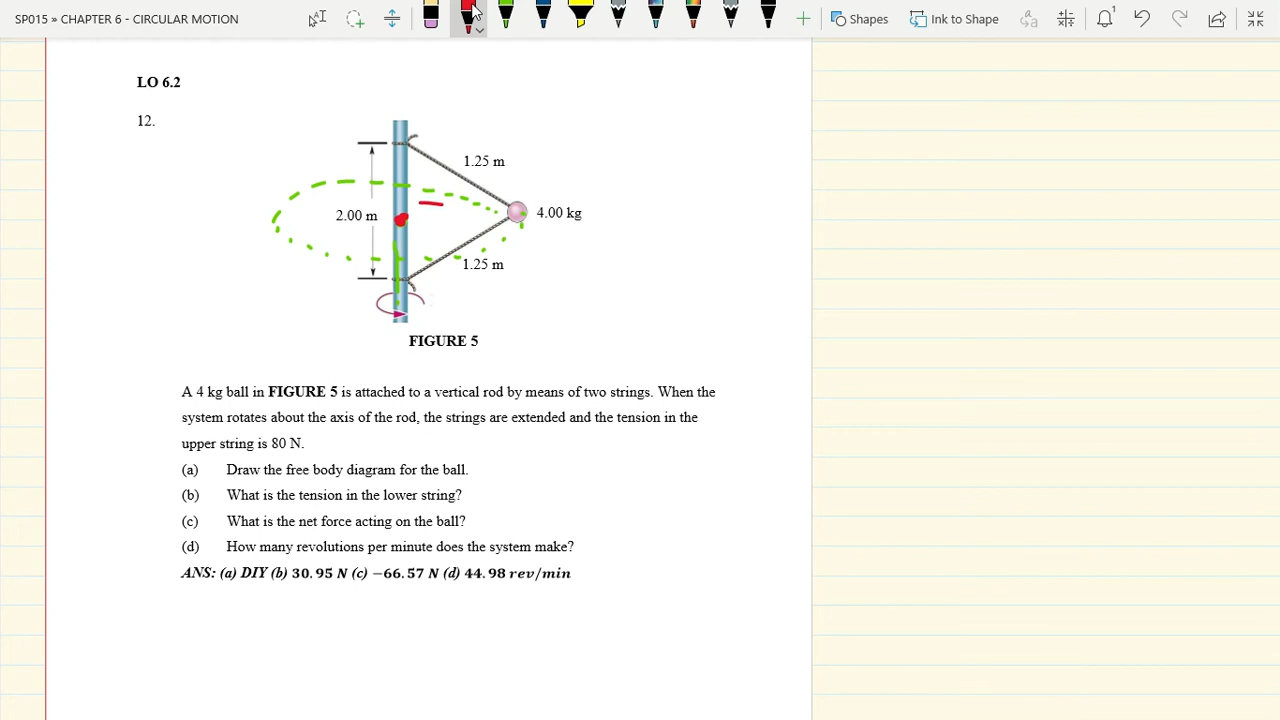 SP015 » CHAPTER 6 - CIRCULAR MOTION
Shapes
Ink to Shape
LO 6.2
12.
1.25 m
2.00 m
4.00 kg
1.25 m
FIGURE 5
A 4 kg ball in FIGURE 5 is attached to a vertical rod by means of two strings. When the
system rotates about the axis of the rod, the strings are extended and the tension in the
upper string is 80 N.
(a) Draw the free body diagram for the ball.
(b) What is the tension in the lower string?
(c) What is the net force acting on the ball?
(d) How many revolutions per minute does the system make?
ANS: (a) DIY (b) 30.95 N (c) −66.57 N (d) 44.98 rev/min